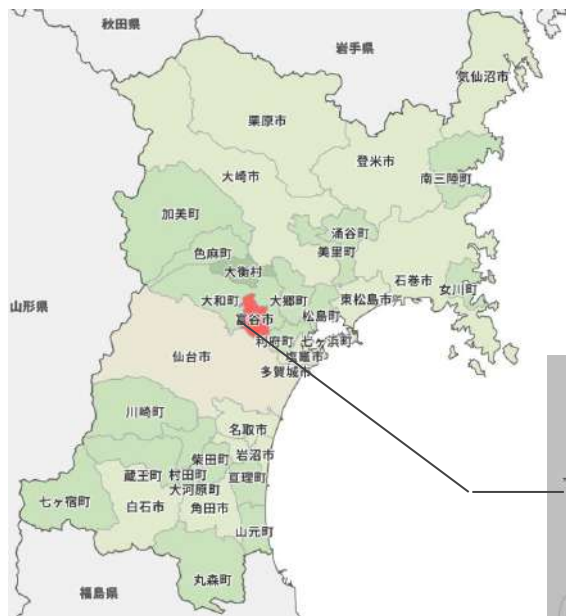 秋田県
岩手県
気仙沼市
栗原市
登米市
南三陸町
大崎市
加美町
涌谷町
美里町
色麻町
大衡村
石巻市
女川町
山形県
大和町
大郷町
東松島市
富谷市
松島町
利府町
七ヶ浜町
塩竈市
仙台市
多賀城市
川崎町
名取市
柴田町
岩沼市
蔵王町
村田町
亘理町
大河原町
七ヶ宿町
白石市
角田市
山元町
丸森町
福島県